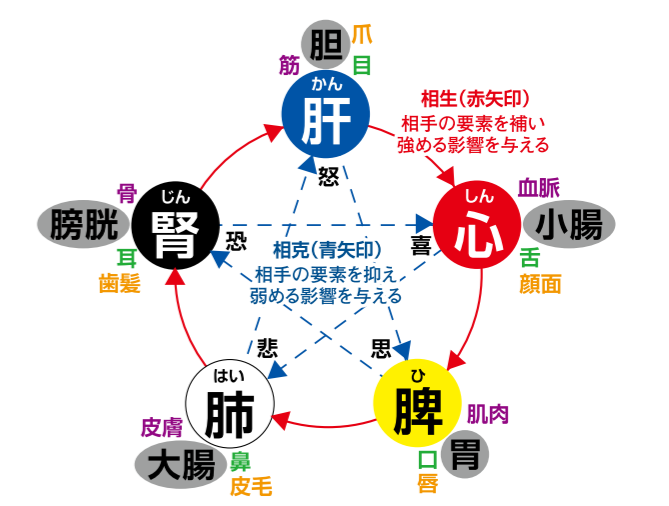 胆
爪
筋
目
かん
肝
怒
相生（赤矢印）
相手の要素を補い
強める影響を与える
じん
腎
骨
膀胱
耳
歯髪
恐
しん
心
血脈
小腸
舌
顔面
喜
相克（青矢印）
相手の要素を抑え
弱める影響を与える
悲
思
はい
肺
皮膚
大腸
鼻
皮毛
ひ
脾
肌肉
胃
口
唇